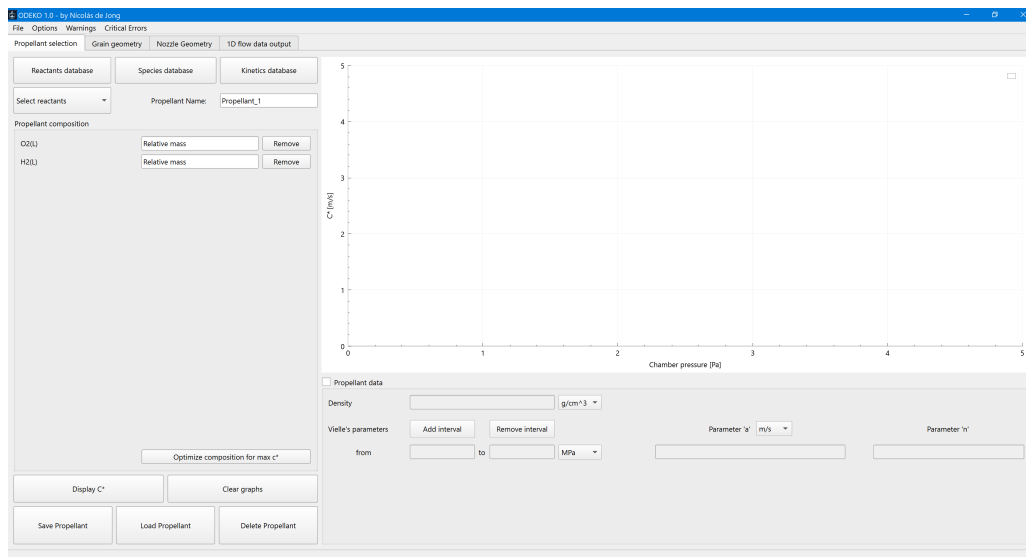 ODEKO 1.0 - by Nicolás de Jong
File Options Warnings Critical Errors
Propellant selection Grain geometry Nozzle Geometry 1D flow data output
Reactants database Species database Kinetics database
Select reactants Propellant Name: Propellant_1
Propellant composition
O2(L) Relative mass Remove
H2(L) Relative mass Remove
Optimize composition for max c*
Display C* Clear graphs
Save Propellant Load Propellant Delete Propellant
5
4
3
2
1
0
C* [m/s]
0 1 2 3 4 5
Chamber pressure [Pa]
Propellant data
Density g/cm^3
Vielle's parameters Add interval Remove interval Parameter 'a' m/s Parameter 'n'
from to MPa